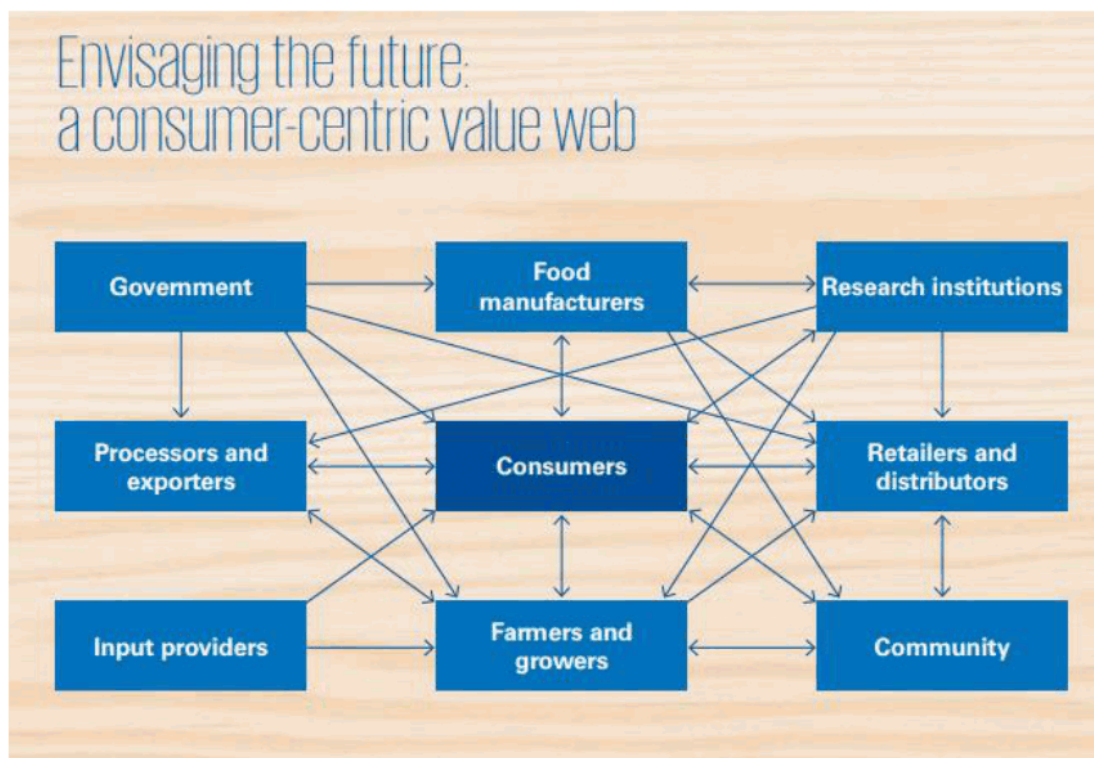 Envisaging the future:
a consumer-centric value web
Government
Food
manufacturers
Research institutions
Processors and
exporters
Consumers
Retailers and
distributors
Input providers
Farmers and
growers
Community